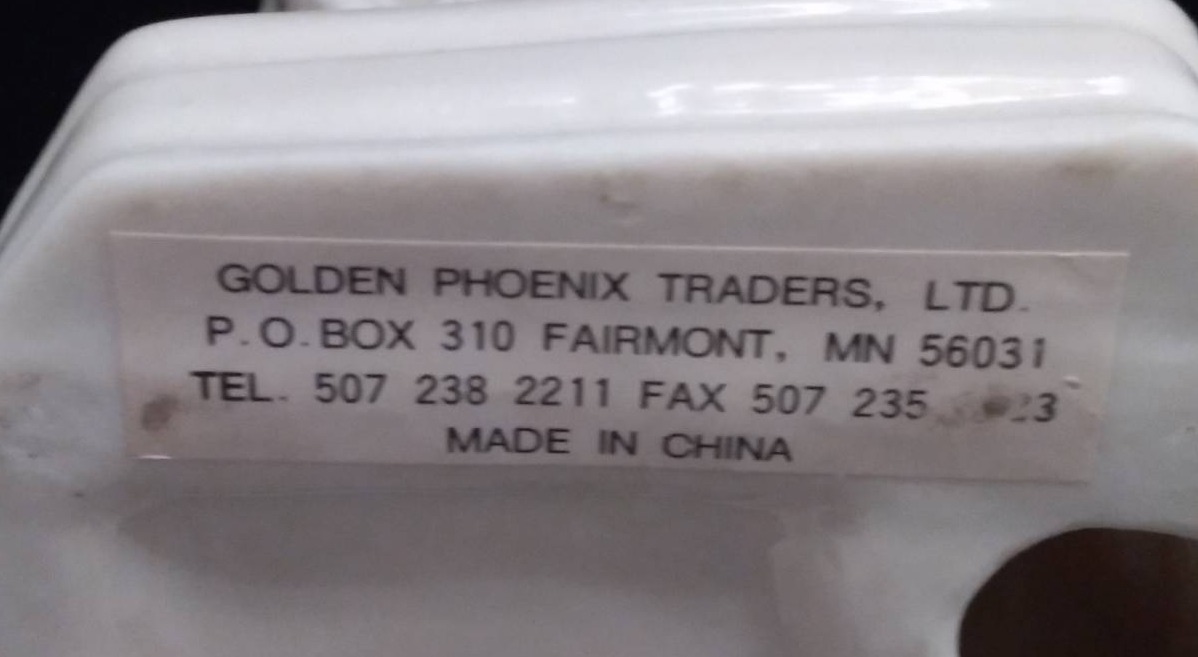 GOLDEN PHOENIX TRADERS, LTD.
P.O.BOX 310 FAIRMONT, MN 56031
TEL. 507 238 2211 FAX 507 235
MADE IN CHINA